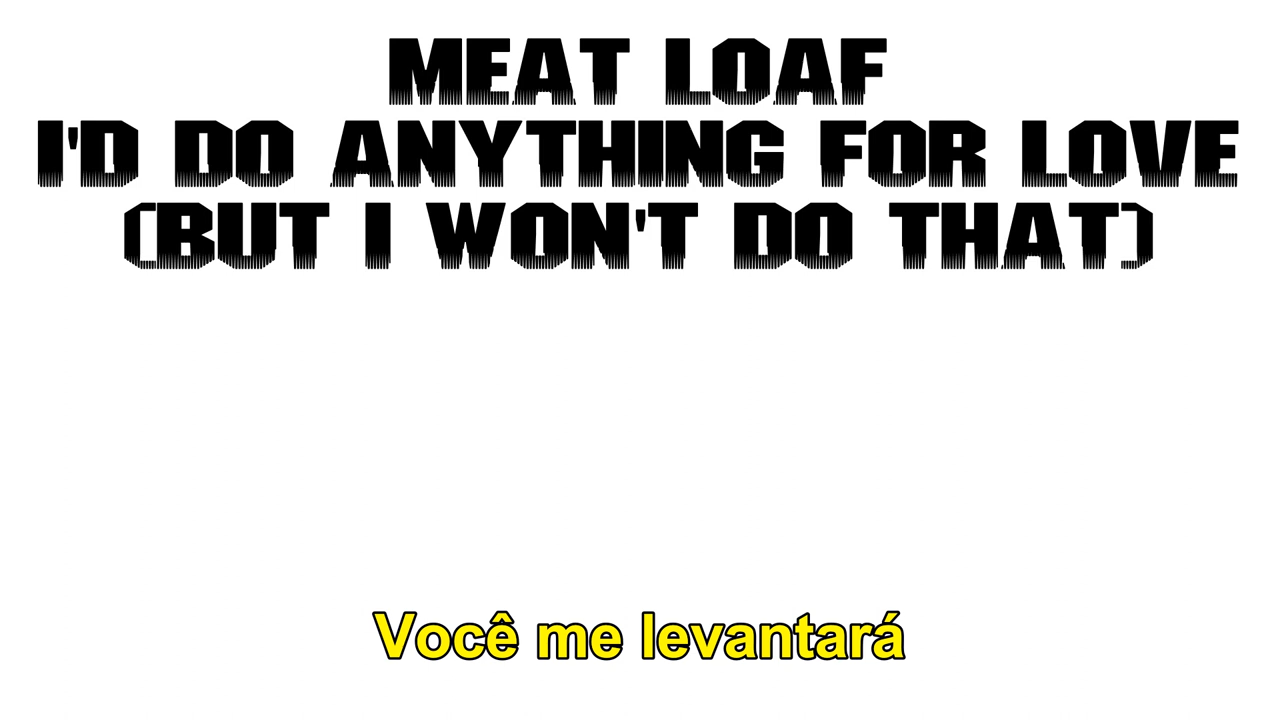 MEAT LOAF
I'D DO ANYTHING FOR LOVE
(BUT I WON'T DO THAT)
Você me levantará